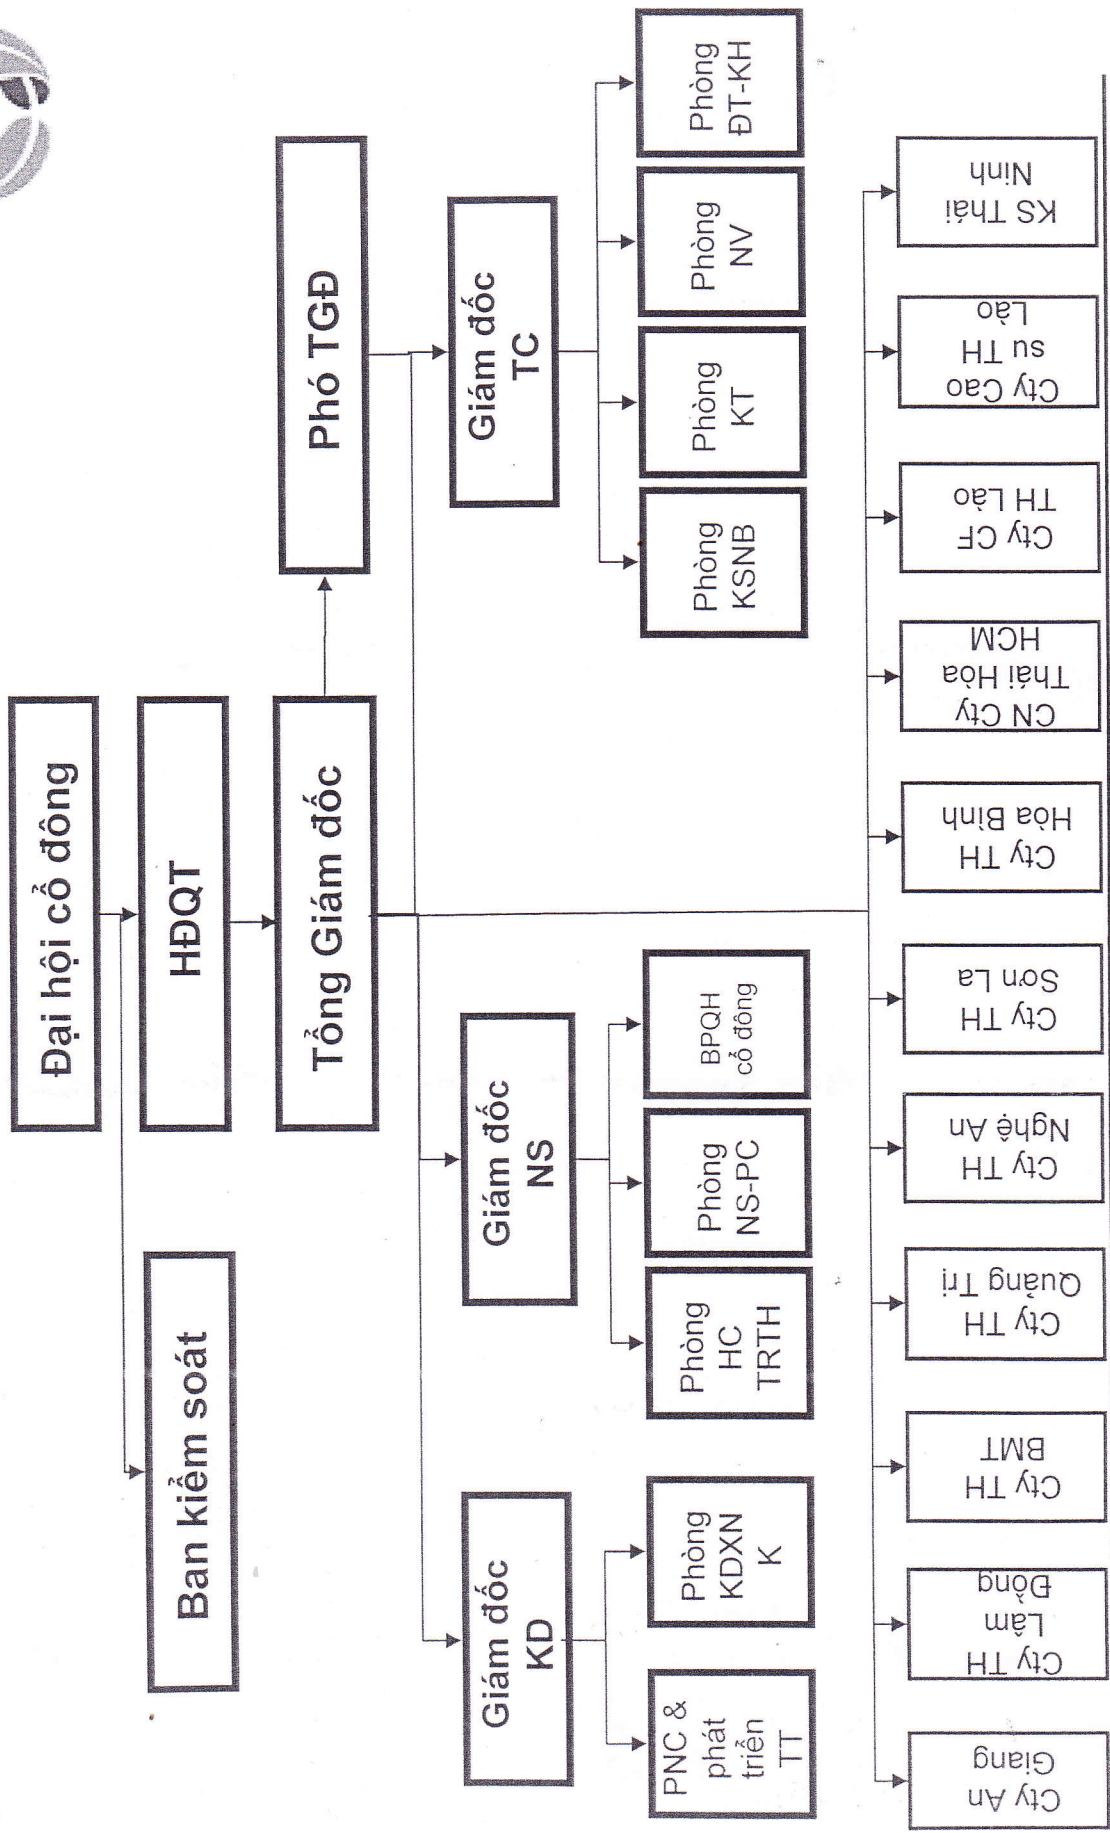 Đại hội cổ đông
Ban kiểm soát
HĐQT
Tổng Giám đốc
Phó TGĐ
Giám đốc
KD
Giám đốc
NS
Giám đốc
TC
PNC &
phát
triển
TT
Phòng
KDXN
K
Phòng
HC
TRTH
Phòng
NS-PC
BPQH
cổ đông
Phòng
KSNB
Phòng
KT
Phòng
NV
Phòng
ĐT-KH
Cty An
Giang
Cty TH
Lâm
Đồng
Cty TH
BMT
Cty TH
Quảng Trị
Cty TH
Nghệ An
Cty TH
Sơn La
Cty TH
Hòa Bình
CN Cty
Thái Hòa
HCM
Cty CF
TH Lào
Cty Cao
su TH
Lào
KS Thái
Ninh